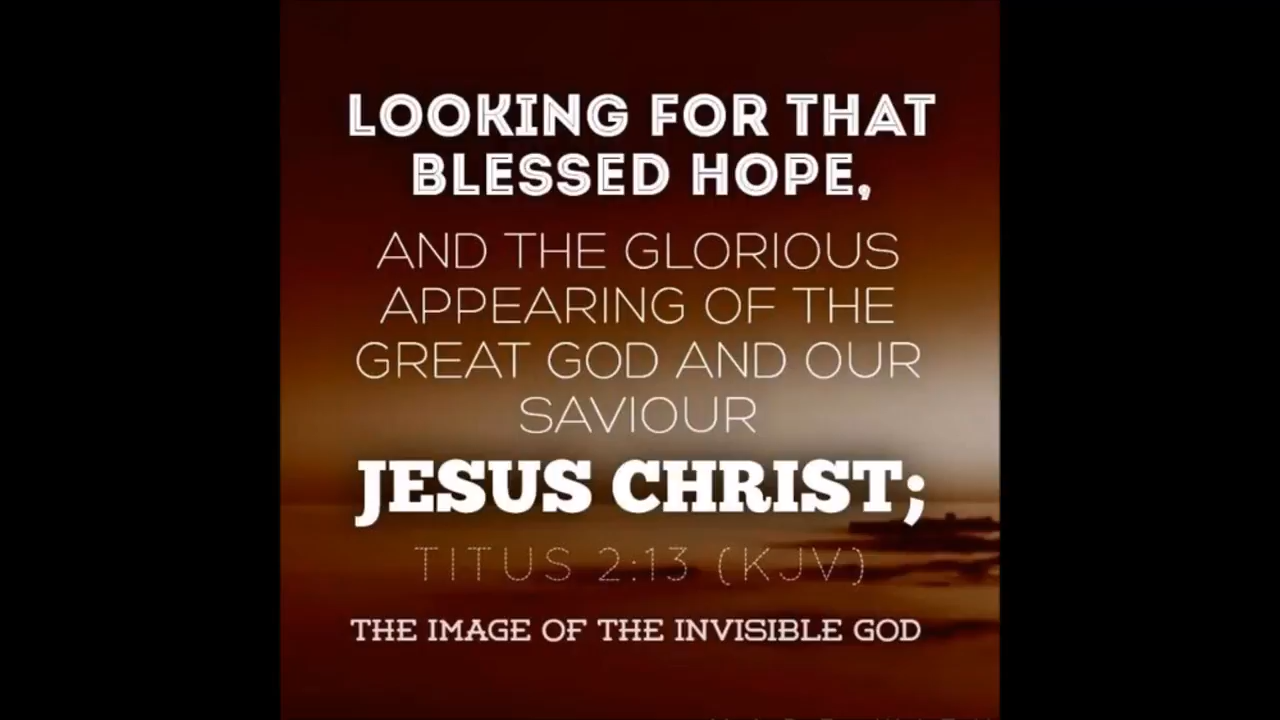 LOOKING FOR THAT
BLESSED HOPE,
AND THE GLORIOUS
APPEARING OF THE
GREAT GOD AND OUR
SAVIOUR
JESUS CHRIST;
TITUS 2:13 (KJV)
THE IMAGE OF THE INVISIBLE GOD